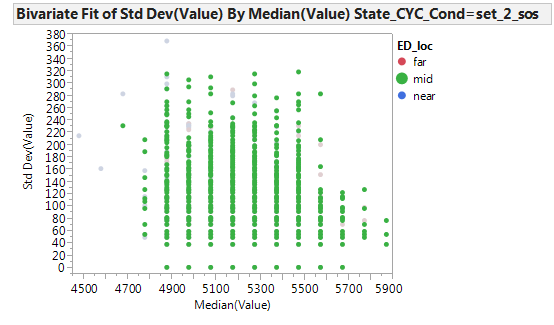 Bivariate Fit of Std Dev(Value) By Median(Value) State_CYC_Cond=set_2_sos
380
360
340
320
300
280
260
240
220
200
180
160
140
120
100
80
60
40
20
0
Std Dev(Value)
4500 4700 4900 5100 5300 5500 5700 5900
Median(Value)
ED_loc
far
mid
near